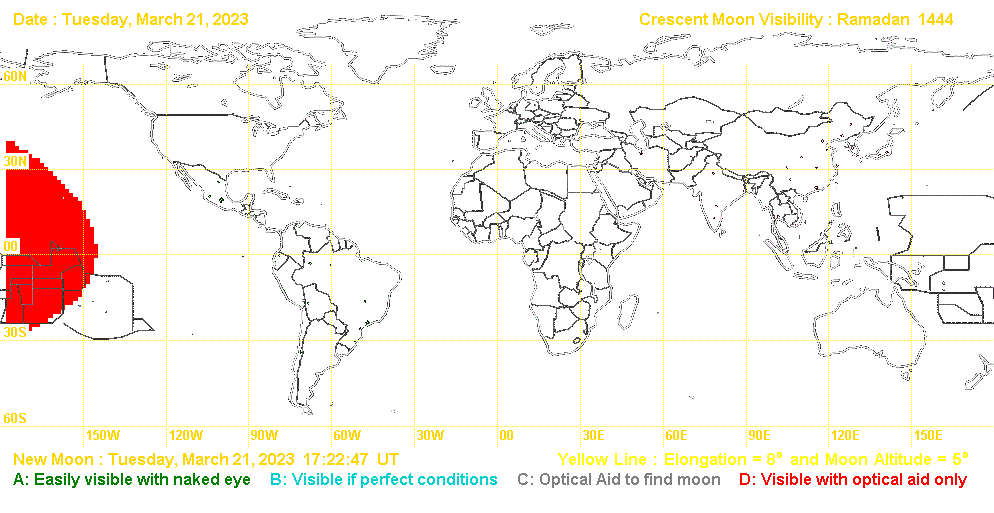 Date : Tuesday, March 21, 2023 Crescent Moon Visibility : Ramadan 1444
60N
30N
00
30S
60S
150W 120W 90W 60W 30W 00 30E 60E 90E 120E 150E
New Moon : Tuesday, March 21, 2023 17:22:47 UT Yellow Line : Elongation = 8° and Moon Altitude = 5°
A: Easily visible with naked eye B: Visible if perfect conditions C: Optical Aid to find moon D: Visible with optical aid only